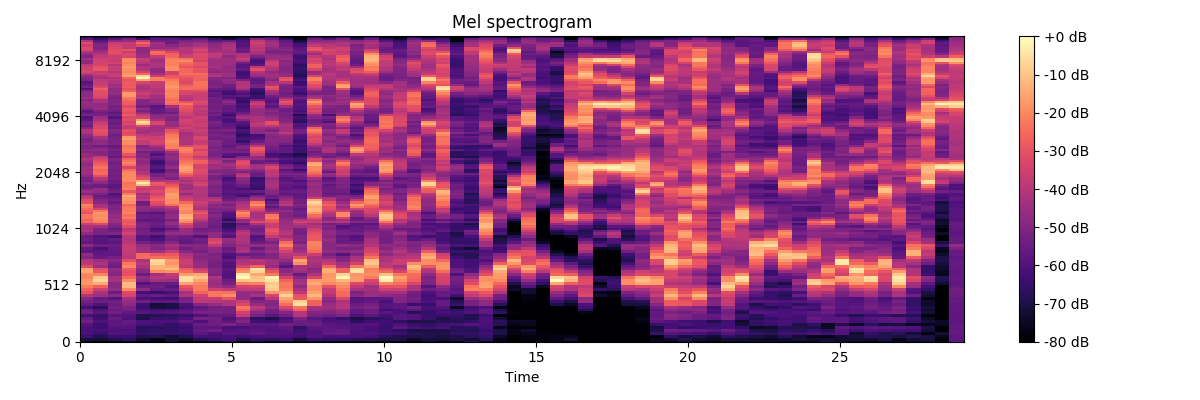 Mel spectrogram
Hz
8192
4096
2048
1024
512
0
0 5 10 15 20 25
Time
+0 dB
-10 dB
-20 dB
-30 dB
-40 dB
-50 dB
-60 dB
-70 dB
-80 dB